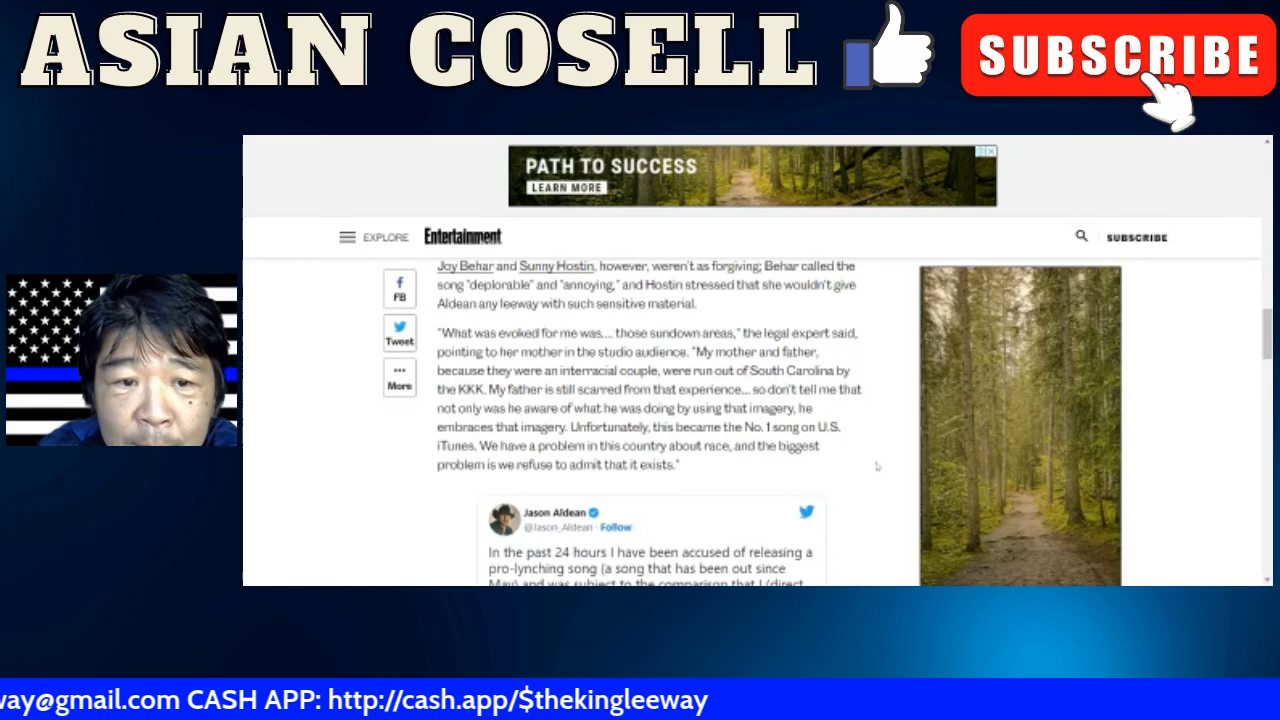 ASIAN COSELL
SUBSCRIBE
PATH TO SUCCESS
LEARN MORE
EXPLORE
Entertainment
SUBSCRIBE
Joy Behar and Sunny Hostin, however, weren't as forgiving; Behar called the
song "deplorable" and "annoying," and Hostin stressed that she wouldn't give
Aldean any leeway with such sensitive material.
"What was evoked for me was.... those sundown areas," the legal expert said,
pointing to her mother in the studio audience. "My mother and father,
because they were an interracial couple, were run out of South Carolina by
the KKK. My father is still scarred from that experience... so don't tell me that
not only was he aware of what he was doing by using that imagery, he
embraces that imagery. Unfortunately, this became the No. 1 song on U.S.
iTunes. We have a problem in this country about race, and the biggest
problem is we refuse to admit that it exists."
FB
Tweet
More
Jason Aldean
@Jason_Aldean · Follow
In the past 24 hours I have been accused of releasing a
pro-lynching song (a song that has been out since
May) and was subject to the comparison that I (direct
way@gmail.com CASH APP: http://cash.app/$thekingleeway